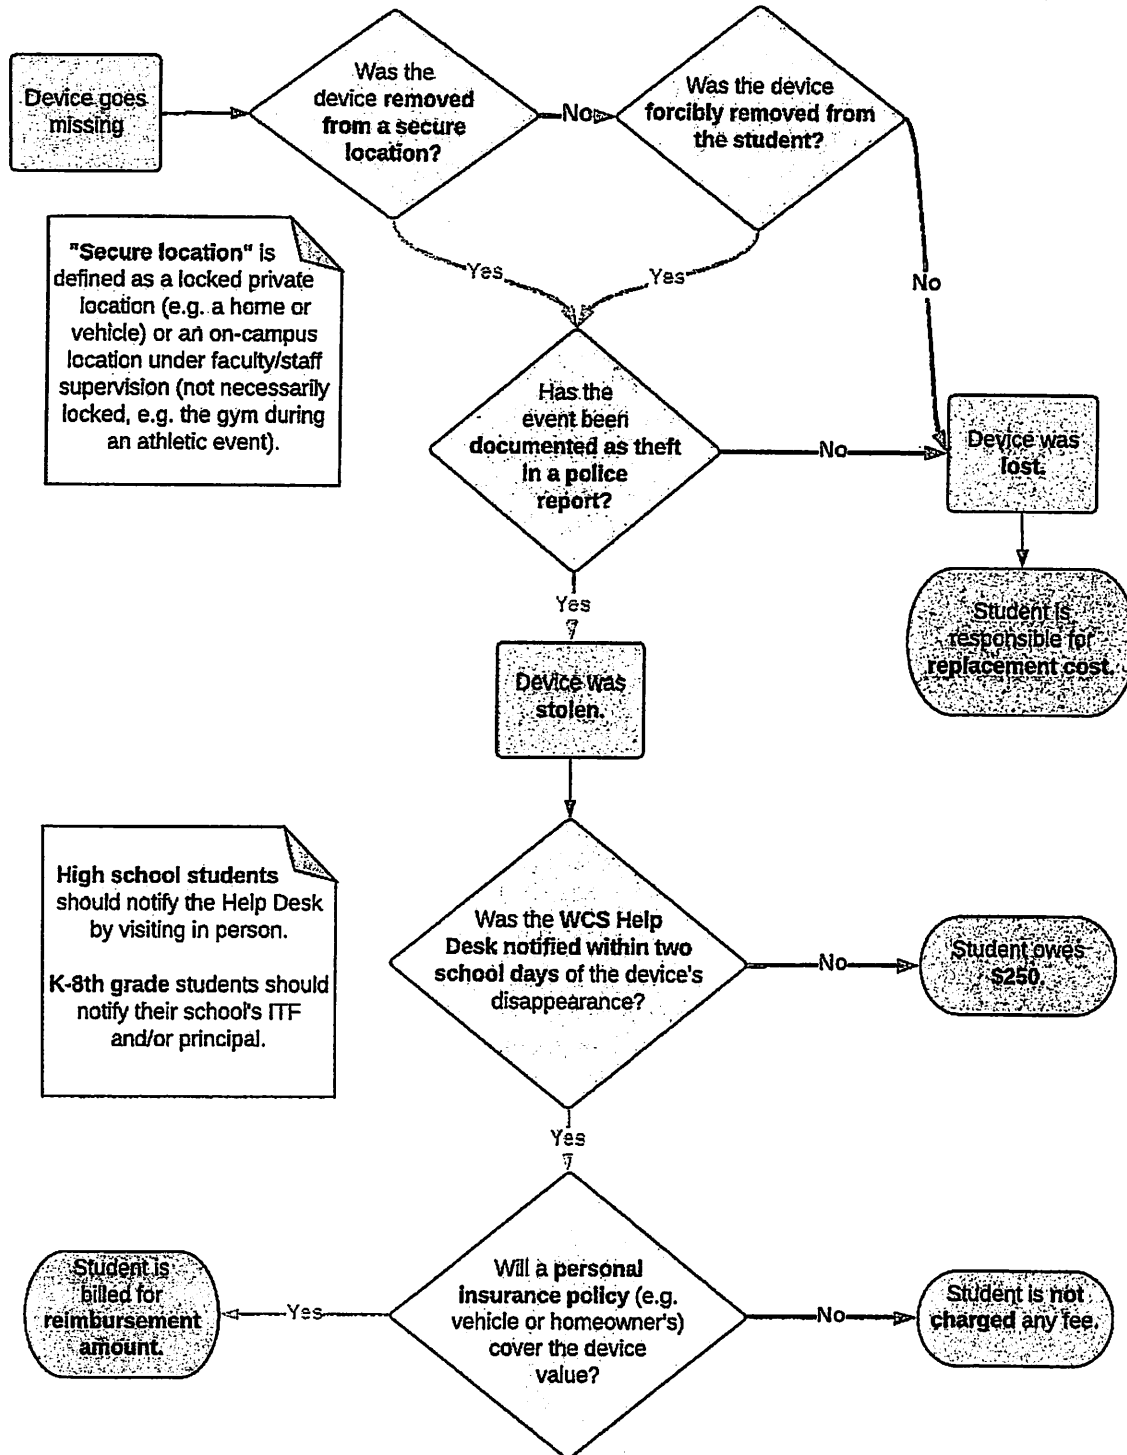 Device goes
missing
Was the
device removed
from a secure
location?
No
Was the device
forcibly removed from
the student?
"Secure location" is
defined as a locked private
location (e.g. a home or
vehicle) or an on-campus
location under faculty/staff
supervision (not necessarily
locked, e.g. the gym during
an athletic event).
Yes
Yes
No
Has the
event been
documented as theft
in a police
report?
No
Device was
lost.
Yes
Student is
responsible for
replacement cost.
Device was
stolen.
High school students
should notify the Help Desk
by visiting in person.
K-8th grade students should
notify their school's ITF
and/or principal.
Was the WCS Help
Desk notified within two
school days of the device's
disappearance?
No
Student owes
$250.
Yes
Student is
billed for
reimbursement
amount.
Yes
Will a personal
insurance policy (e.g.
vehicle or homeowner's)
cover the device
value?
No
Student is not
charged any fee.